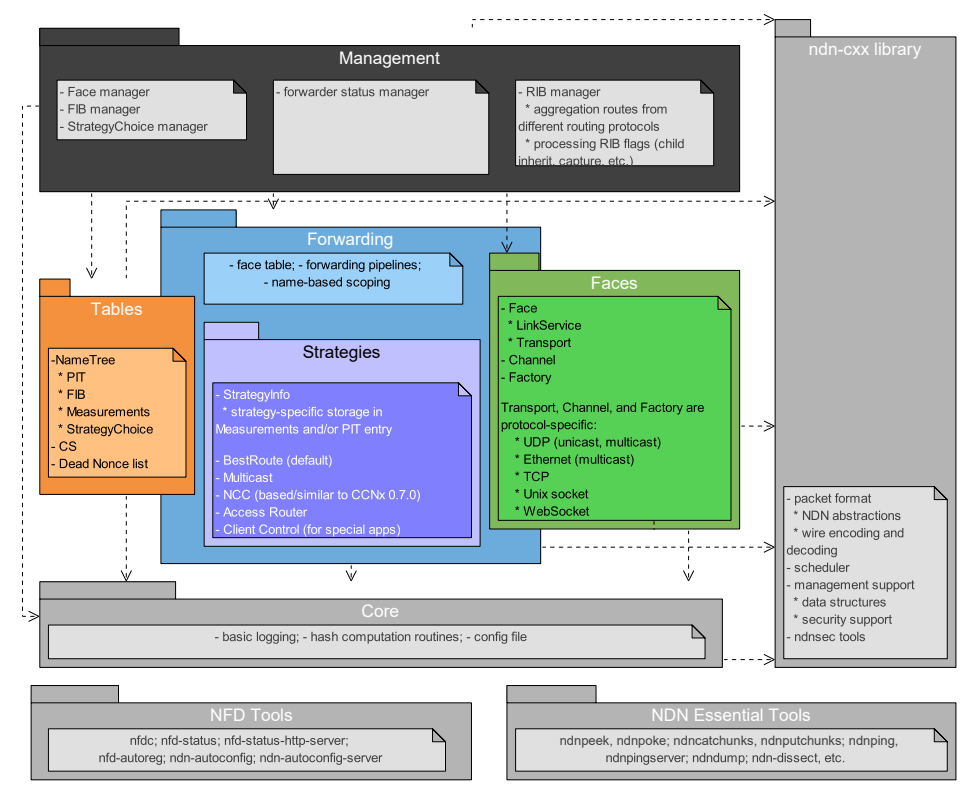 ndn-cxx library
Management
- Face manager
- FIB manager
- StrategyChoice manager
- forwarder status manager
- RIB manager
* aggregation routes from
different routing protocols
* processing RIB flags (child
inherit, capture, etc.)
Forwarding
- face table; - forwarding pipelines;
- name-based scoping
Tables
-NameTree
* PIT
* FIB
* Measurements
* StrategyChoice
- CS
- Dead Nonce list
Strategies
- StrategyInfo
* strategy-specific storage in
Measurements and/or PIT entry
- BestRoute (default)
- Multicast
- NCC (based/similar to CCNx 0.7.0)
- Access Router
- Client Control (for special apps)
Faces
- Face
* LinkService
* Transport
- Channel
- Factory
Transport, Channel, and Factory are
protocol-specific:
* UDP (unicast, multicast)
* Ethernet (multicast)
* TCP
* Unix socket
* WebSocket
- packet format
* NDN abstractions
* wire encoding and
decoding
- scheduler
- management support
* data structures
* security support
- ndnsec tools
Core
- basic logging; - hash computation routines; - config file
NFD Tools
nfdc; nfd-status; nfd-status-http-server;
nfd-autoreg; ndn-autoconfig; ndn-autoconfig-server
NDN Essential Tools
ndnpeek, ndnpoke; ndncatchunks, ndnputchunks; ndnping,
ndnpingserver; ndndump; ndn-dissect, etc.